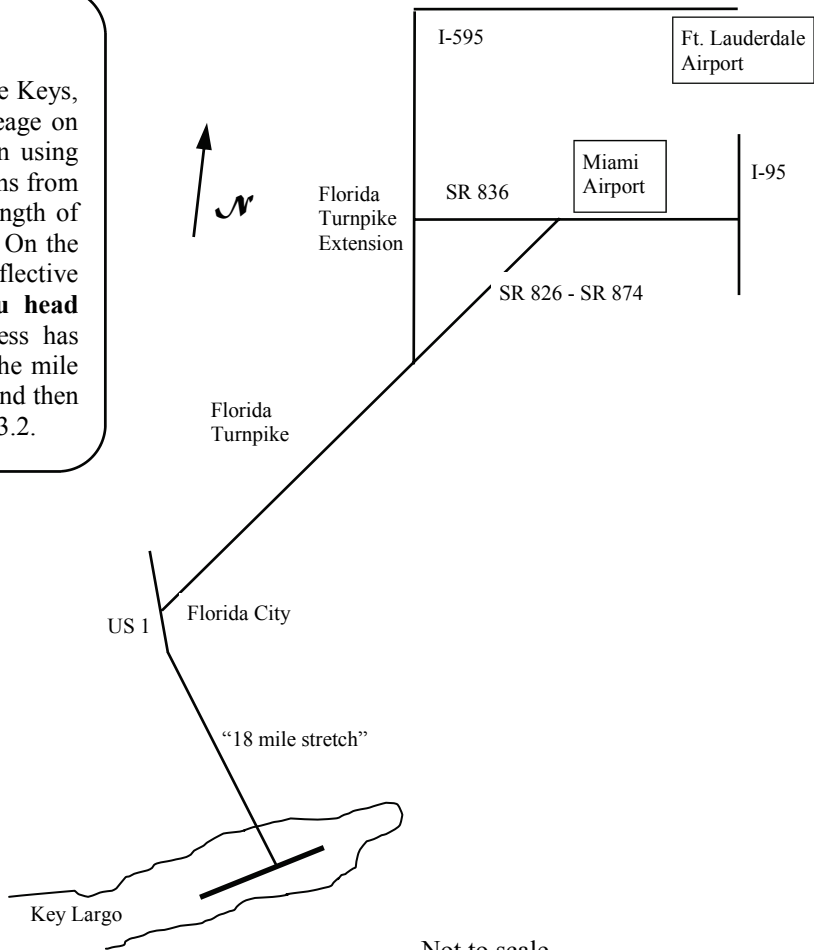 e Keys,
eage on
n using
ns from
ngth of
On the
flective
u head
ess has
he mile
nd then
3.2.
I-595
Ft. Lauderdale
Airport
N
Miami
Airport
I-95
Florida
Turnpike
Extension
SR 836
SR 826 - SR 874
Florida
Turnpike
Florida City
US 1
“18 mile stretch”
Key Largo
Not to scale